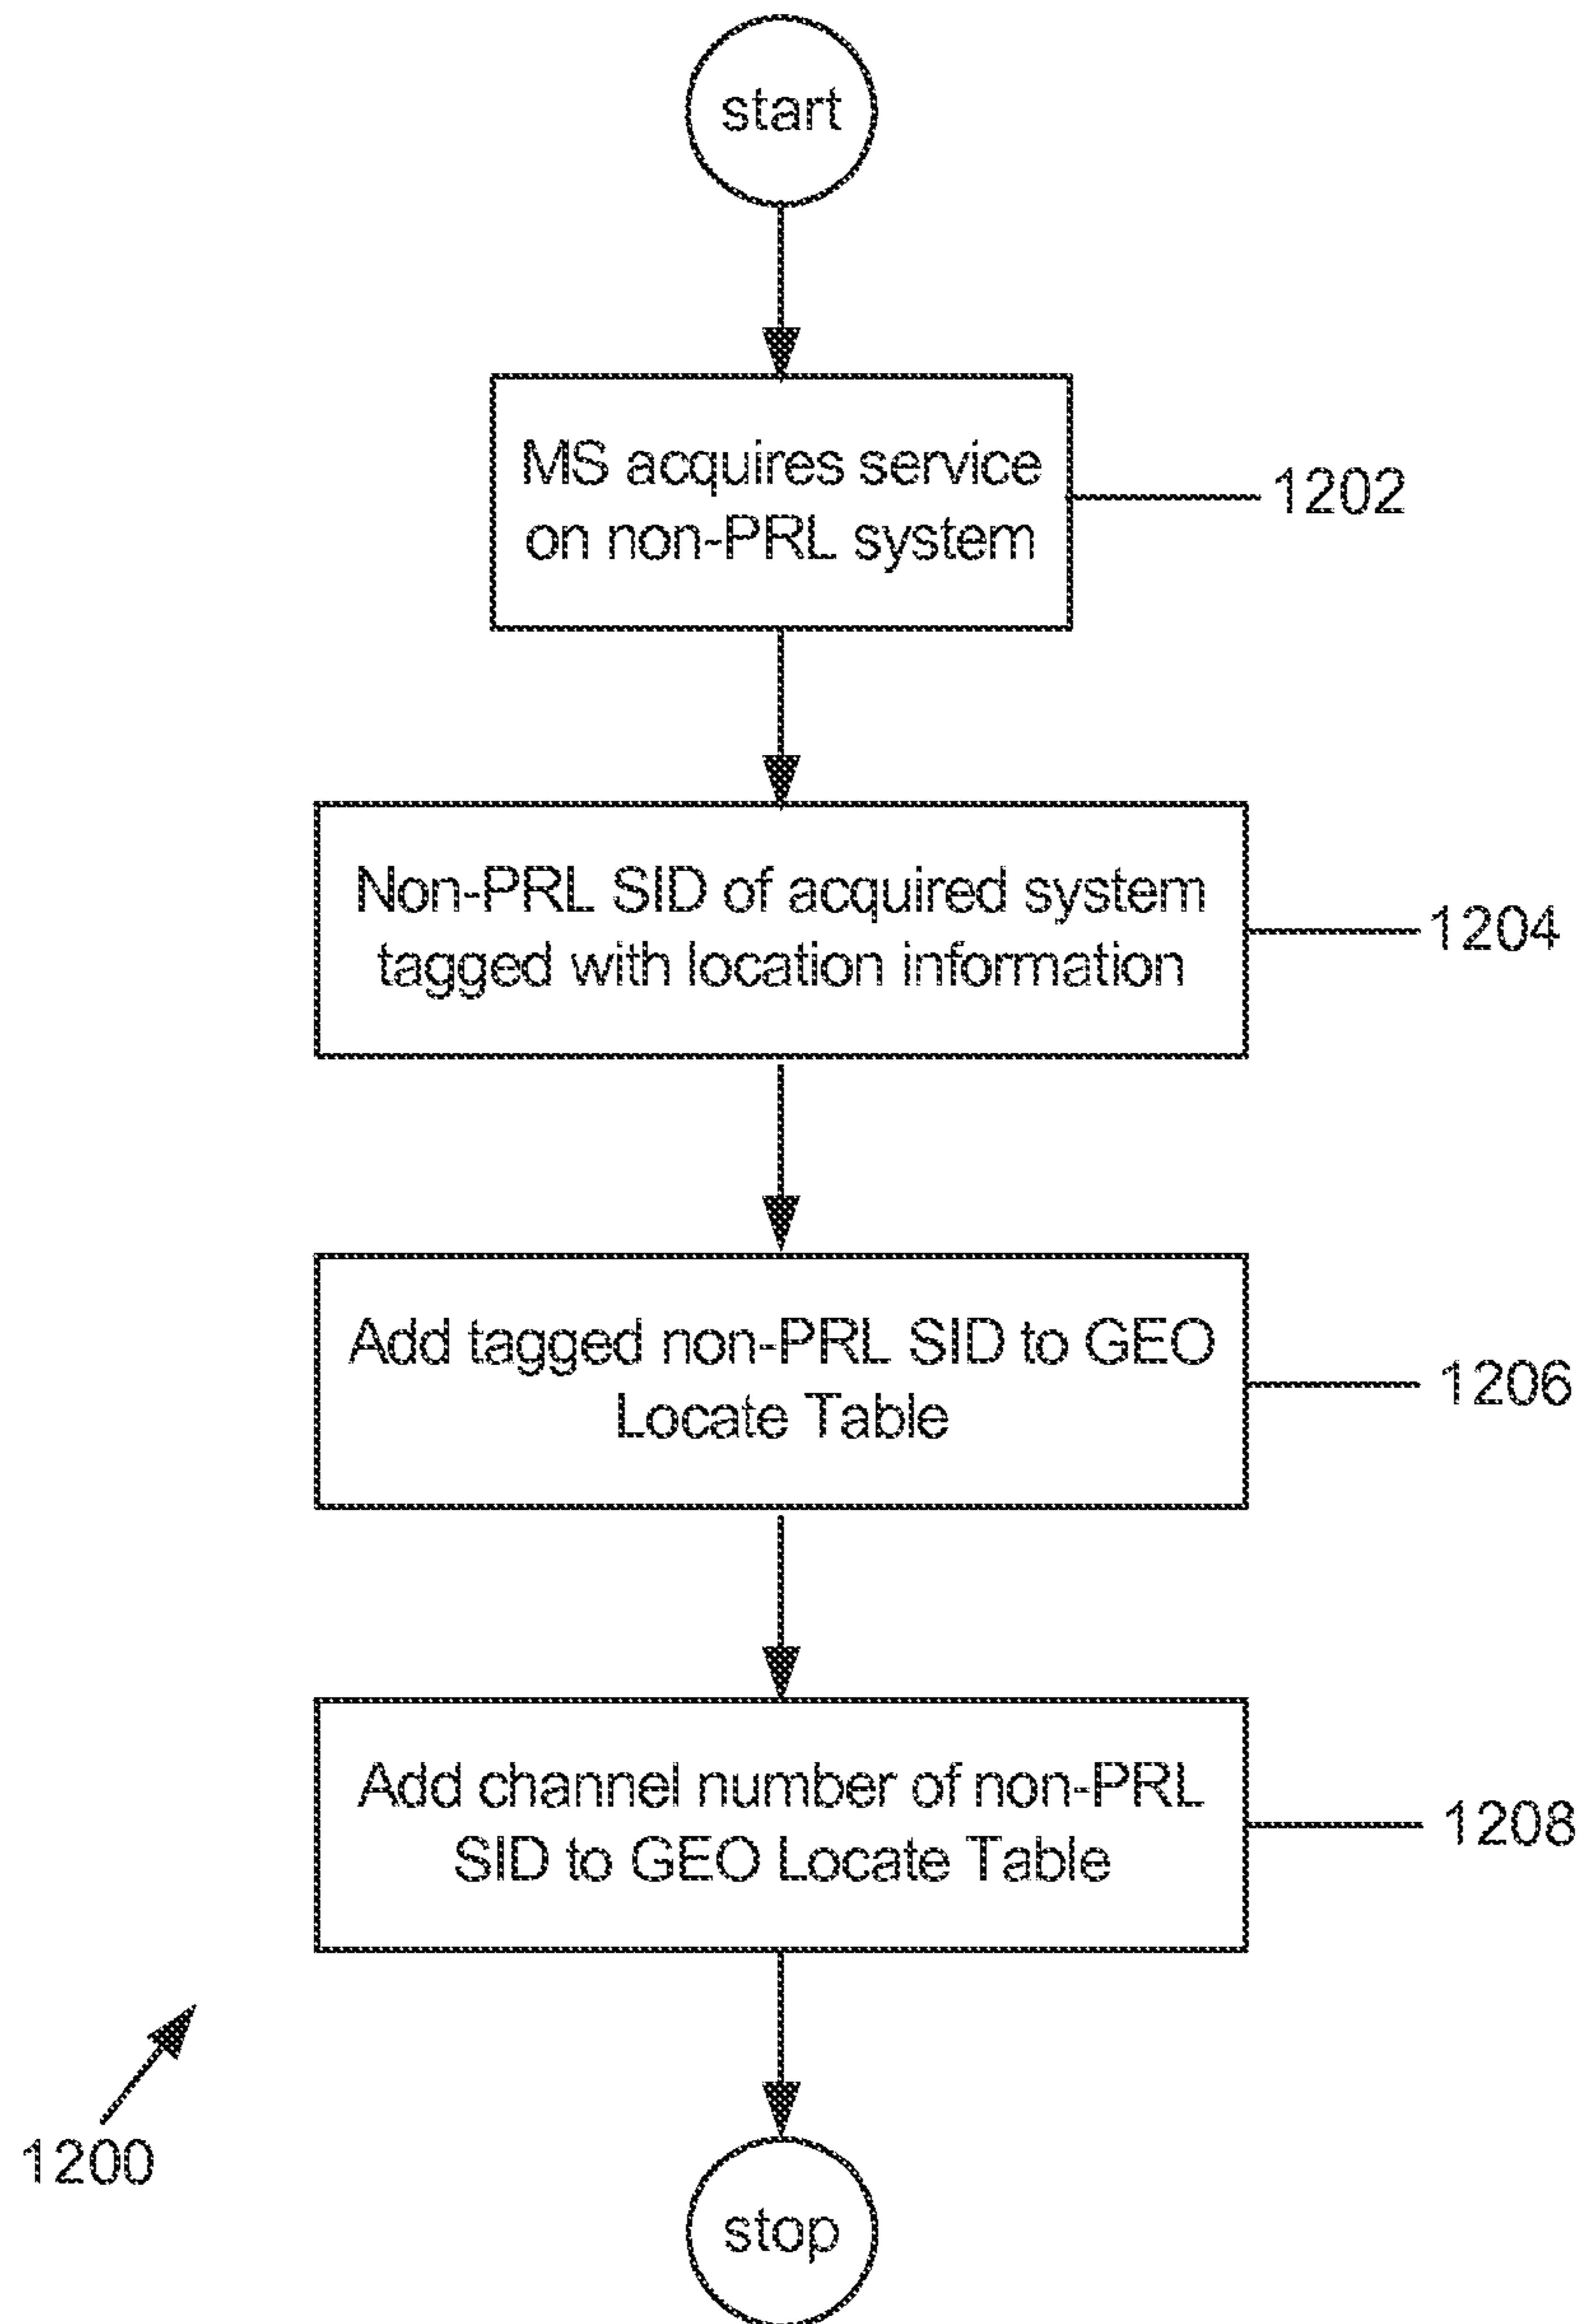 start
MS acquires service
on non-PRL system
1202
Non-PRL SID of acquired system
tagged with location information
1204
Add tagged non-PRL SID to GEO
Locate Table
1206
Add channel number of non-PRL
SID to GEO Locate Table
1208
1200
stop